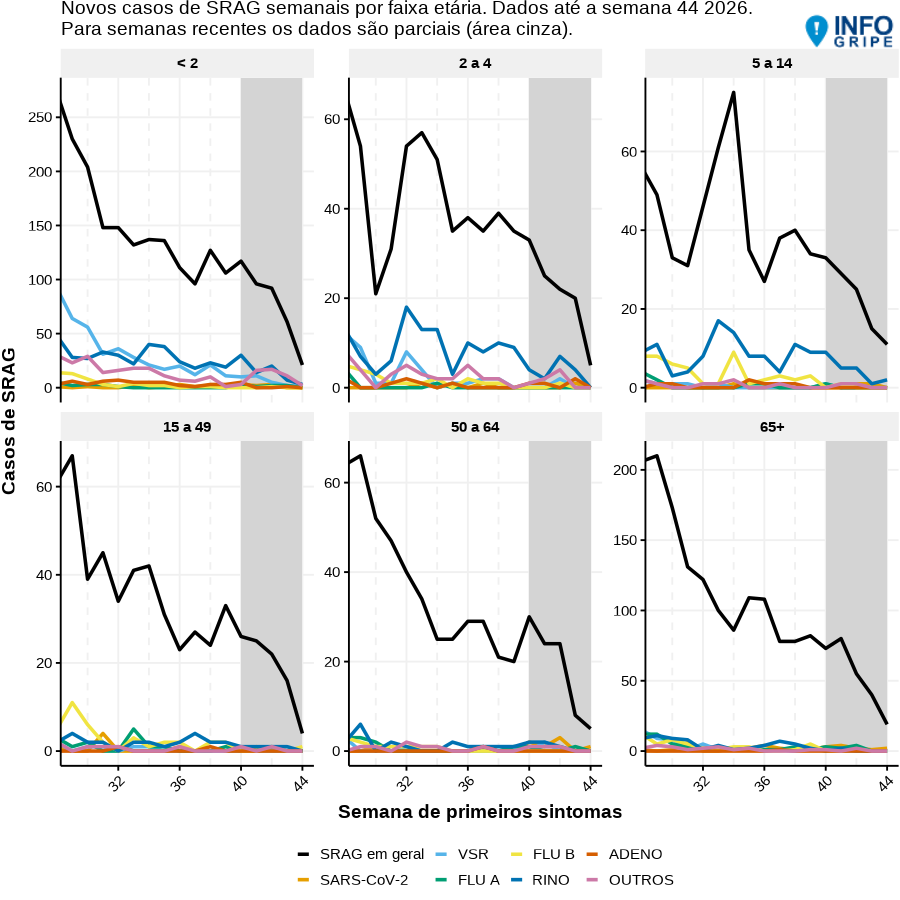 Novos casos de SRAG semanais por faixa etária. Dados até a semana 44 2026.
Para semanas recentes os dados são parciais (área cinza).
INFO
GRIPE
< 2
2 a 4
5 a 14
250
200
150
100
50
0
60
40
20
0
60
40
20
0
Casos de SRAG
15 a 49
50 a 64
65+
60
40
20
0
60
40
20
0
200
150
100
50
0
32 36 40 44
32 36 40 44
32 36 40 44
Semana de primeiros sintomas
SRAG em geral VSR FLU B ADENO
SARS-CoV-2 FLU A RINO OUTROS